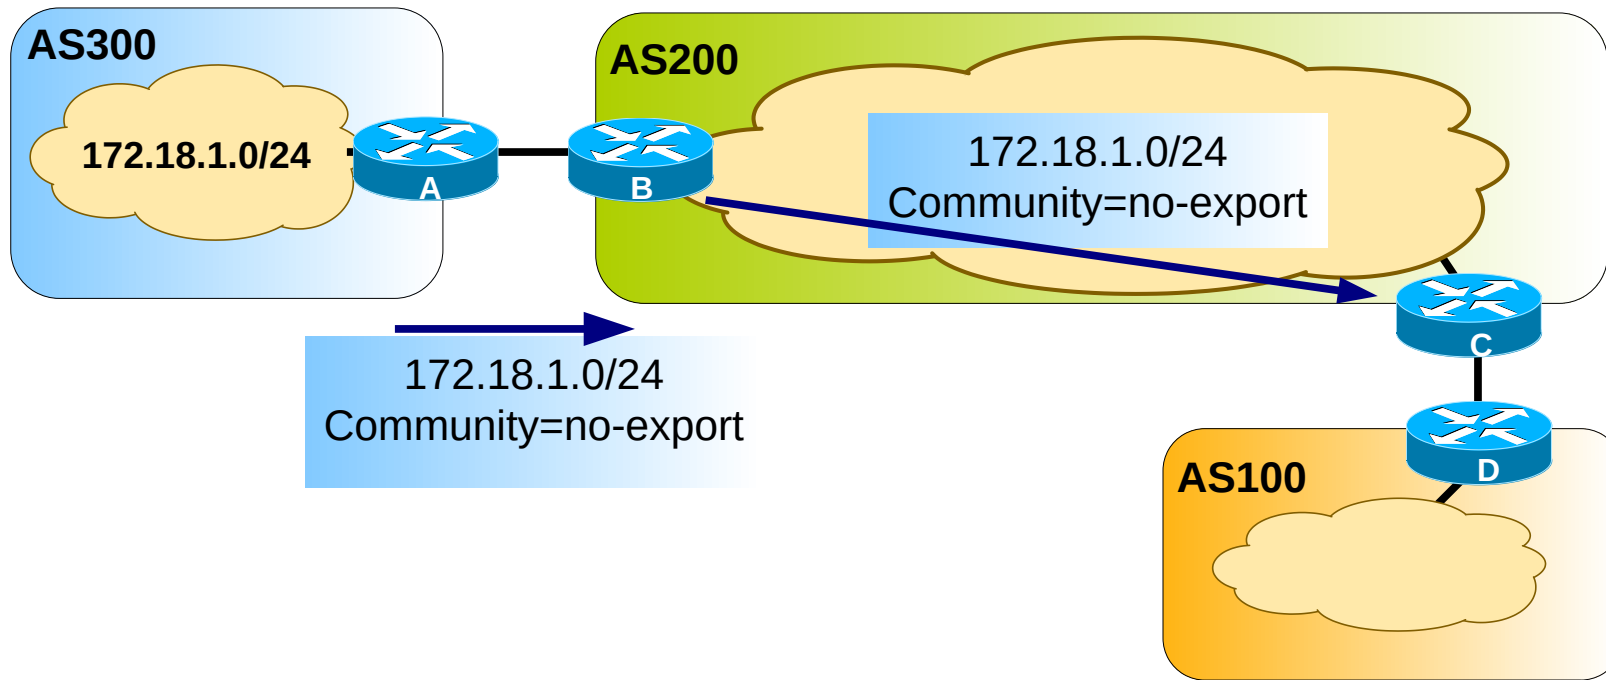 AS300
172.18.1.0/24
A
AS200
B
172.18.1.0/24
Community=no-export
172.18.1.0/24
Community=no-export
C
D
AS100